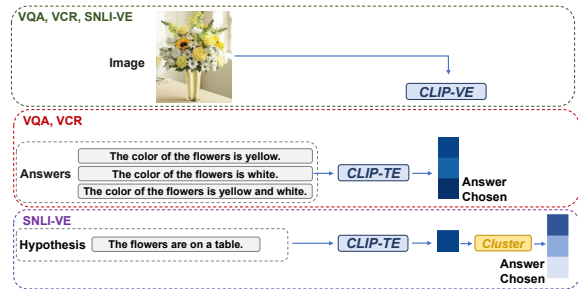 VQA, VCR, SNLI-VE
Image
CLIP-VE
VQA, VCR
The color of the flowers is yellow.
Answers
The color of the flowers is white.
CLIP-TE
The color of the flowers is yellow and white.
Answer
Chosen
SNLI-VE
Hypothesis
The flowers are on a table.
CLIP-TE
Cluster
Answer
Chosen